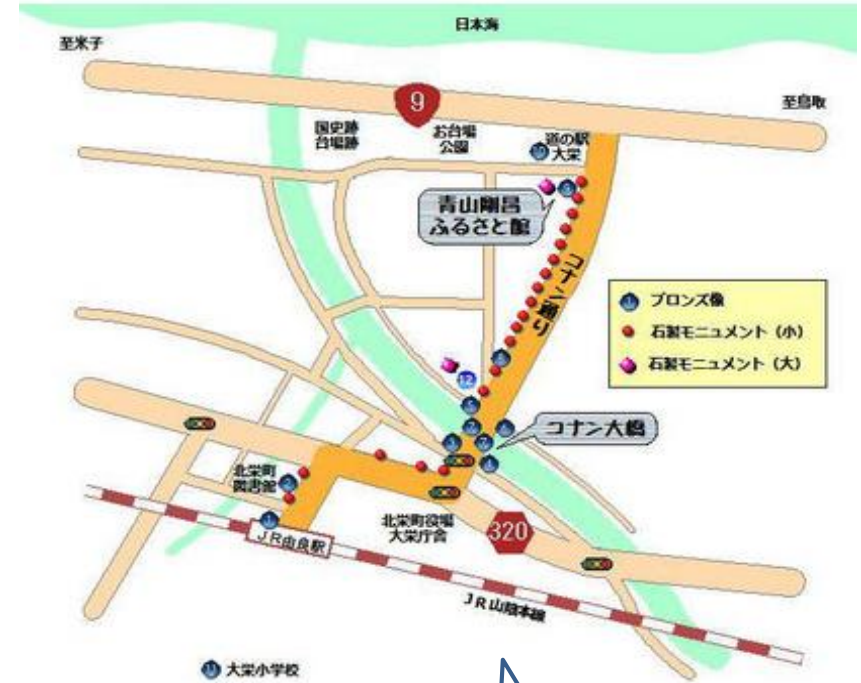 日本海
至米子
9
至鳥取
国史跡
台場跡
お台場
公園
道の駅
大栄
青山剛昌
ふるさと館
コナン通り
ブロンズ像
石製モニュメント（小）
石製モニュメント（大）
12
コナン大橋
北栄町
図書館
JR由良駅
北栄町役場
大栄庁舎
320
JR山陰本線
大栄小学校